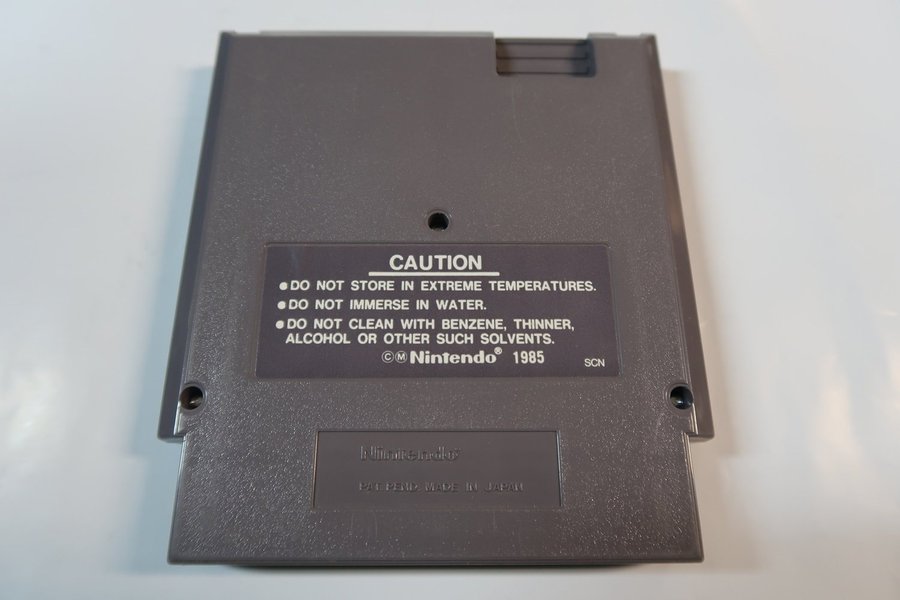 CAUTION
●DO NOT STORE IN EXTREME TEMPERATURES.
●DO NOT IMMERSE IN WATER.
●DO NOT CLEAN WITH BENZENE, THINNER,
ALCOHOL OR OTHER SUCH SOLVENTS.
ⒸⓂNintendo® 1985
SCN
Nintendo
PAT. PEND. MADE IN JAPAN